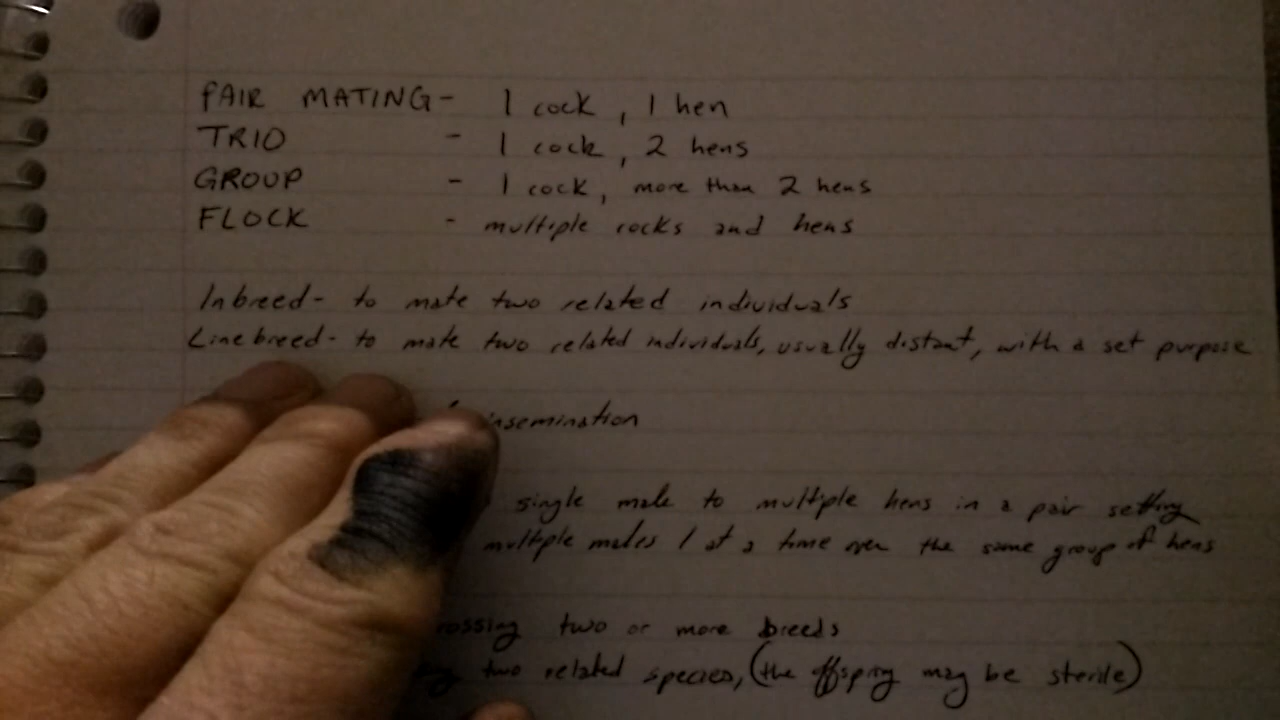 PAIR MATING- 1 cock, 1 hen
TRIO - 1 cock, 2 hens
GROUP - 1 cock, more than 2 hens
FLOCK - multiple cocks and hens
Inbreed- to mate two related individuals
Linebreed- to mate two related individuals, usually distant, with a set purpose
insemination
single male to multiple hens in a pair setting
multple males 1 at a time over the same group of hens
rossing two or more breeds
two related species, (the offspring may be sterile)